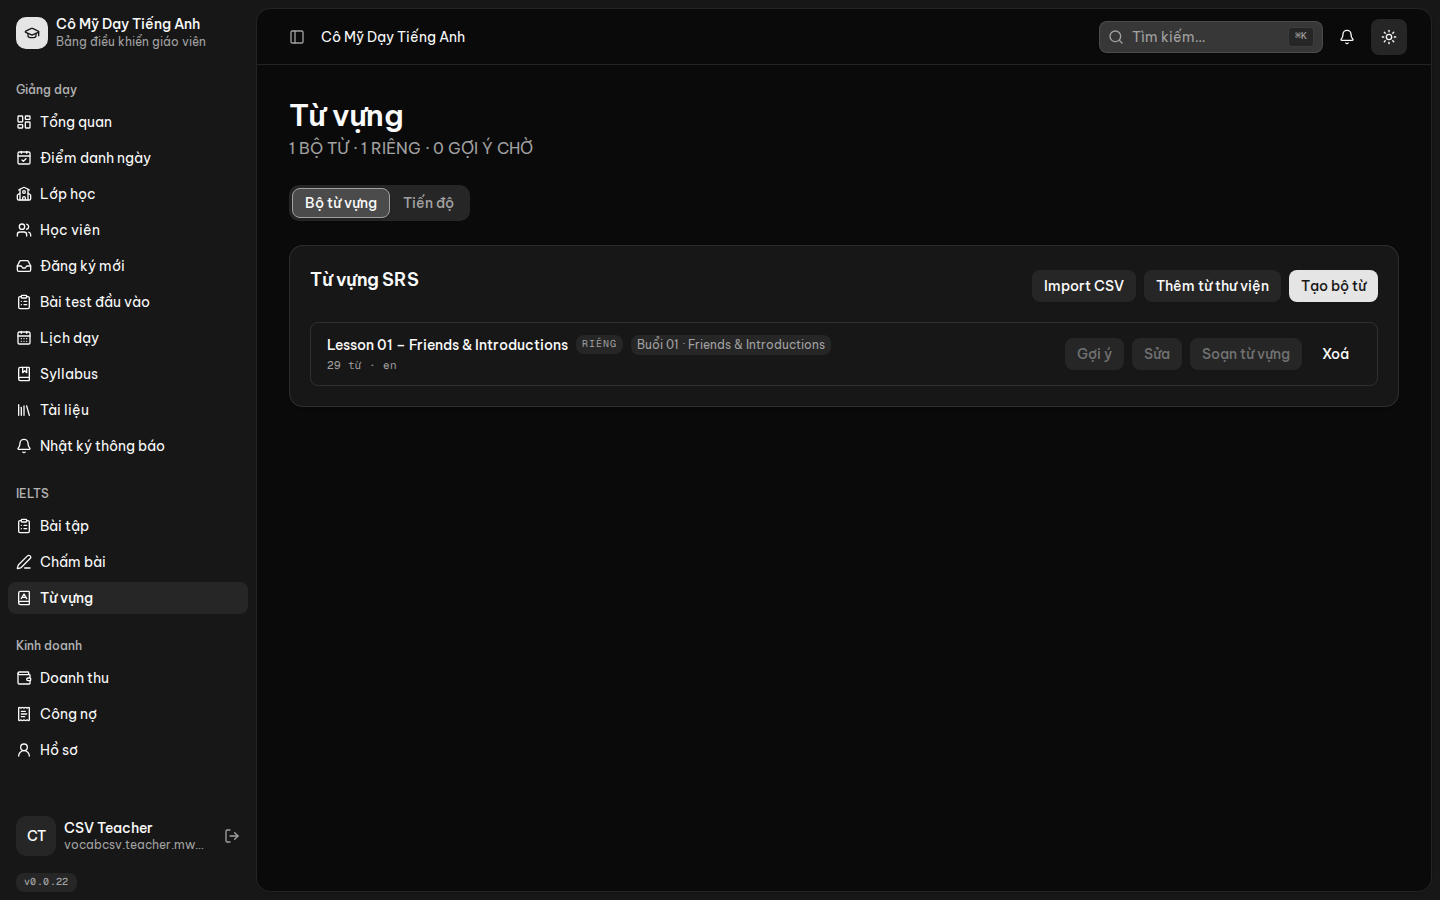 Cô Mỹ Dạy Tiếng Anh
Bảng điều khiển giáo viên
Giảng dạy
Tổng quan
Điểm danh ngày
Lớp học
Học viên
Đăng ký mới
Bài test đầu vào
Lịch dạy
Syllabus
Tài liệu
Nhật ký thông báo
IELTS
Bài tập
Chấm bài
Từ vựng
Kinh doanh
Doanh thu
Công nợ
Hồ sơ
CT
CSV Teacher
vocabcsv.teacher.mw...
v0.0.22
Cô Mỹ Dạy Tiếng Anh
Tìm kiếm... ⌘K
Từ vựng
1 BỘ TỪ · 1 RIÊNG · 0 GỢI Ý CHỜ
Bộ từ vựng Tiến độ
Từ vựng SRS
Import CSV Thêm từ thư viện Tạo bộ từ
Lesson 01 – Friends & Introductions RIÊNG Buổi 01 · Friends & Introductions
29 từ · en
Gợi ý Sửa Soạn từ vựng Xoá